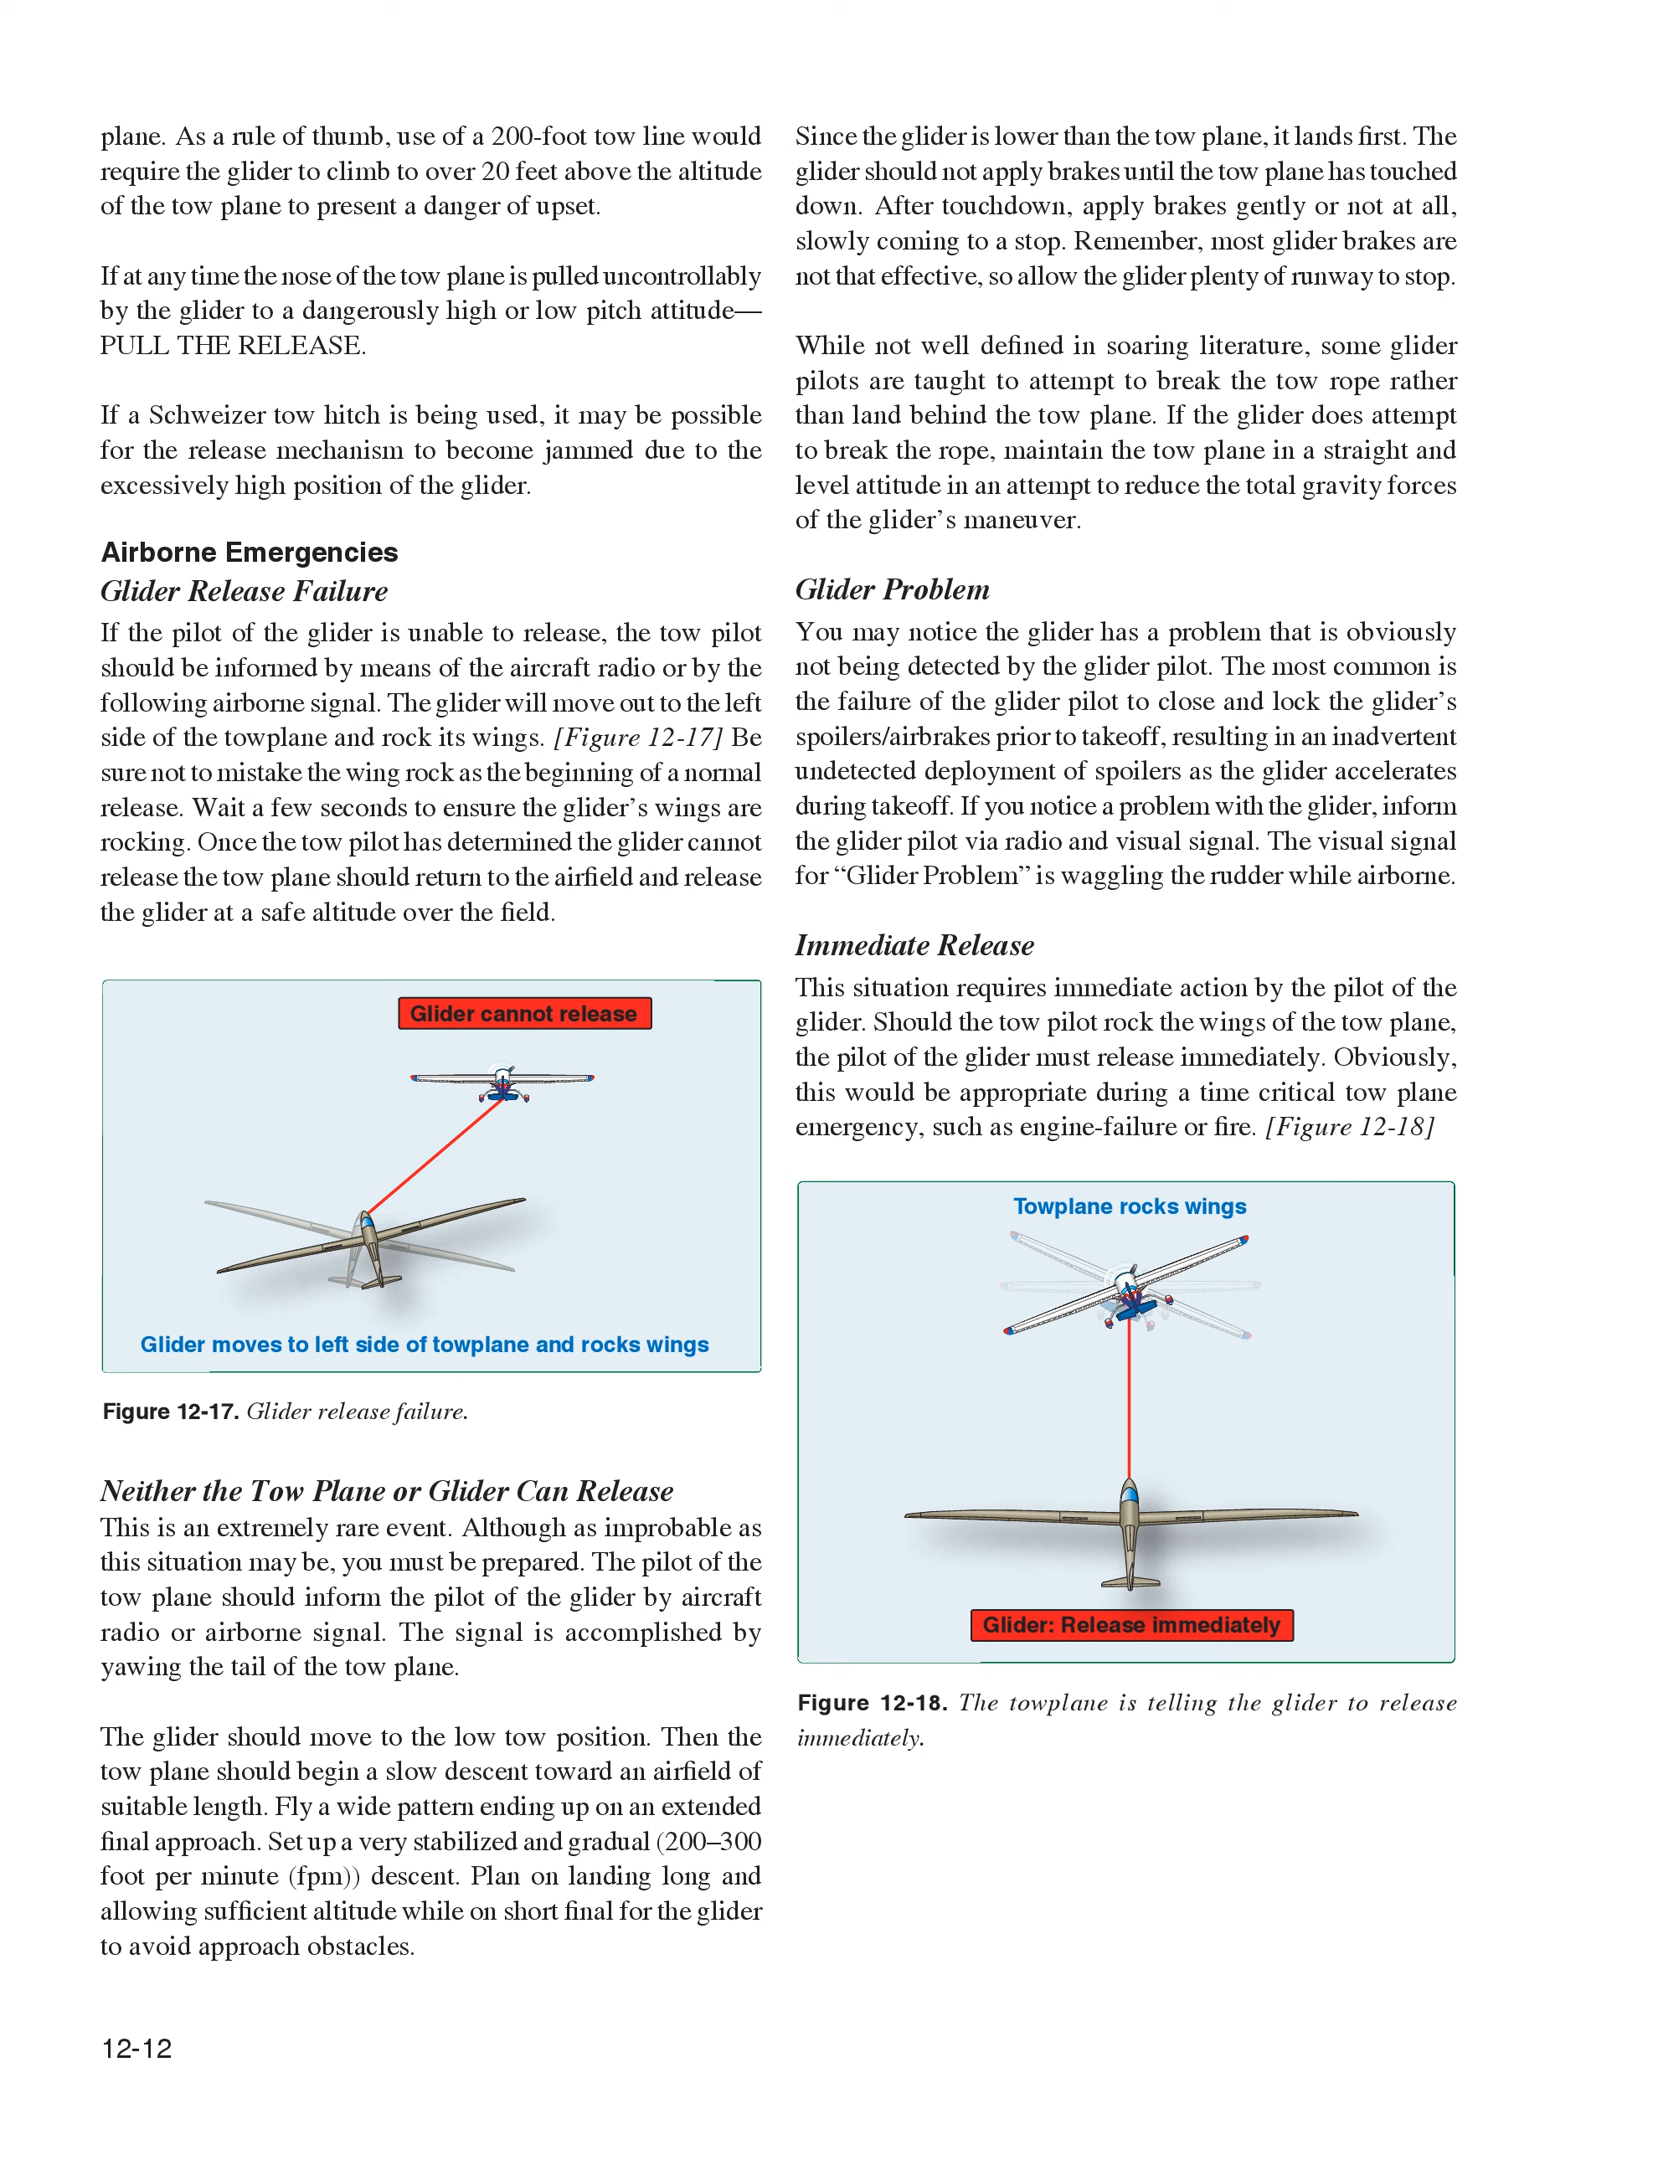 plane. As a rule of thumb, use of a 200-foot tow line would
require the glider to climb to over 20 feet above the altitude
of the tow plane to present a danger of upset.
If at any time the nose of the tow plane is pulled uncontrollably
by the glider to a dangerously high or low pitch attitude—
PULL THE RELEASE.
If a Schweizer tow hitch is being used, it may be possible
for the release mechanism to become jammed due to the
excessively high position of the glider.
Airborne Emergencies
Glider Release Failure
If the pilot of the glider is unable to release, the tow pilot
should be informed by means of the aircraft radio or by the
following airborne signal. The glider will move out to the left
side of the towplane and rock its wings. [Figure 12-17] Be
sure not to mistake the wing rock as the beginning of a normal
release. Wait a few seconds to ensure the glider’s wings are
rocking. Once the tow pilot has determined the glider cannot
release the tow plane should return to the airfield and release
the glider at a safe altitude over the field.
Glider cannot release
Glider moves to left side of towplane and rocks wings
Figure 12-17. Glider release failure.
Neither the Tow Plane or Glider Can Release
This is an extremely rare event. Although as improbable as
this situation may be, you must be prepared. The pilot of the
tow plane should inform the pilot of the glider by aircraft
radio or airborne signal. The signal is accomplished by
yawing the tail of the tow plane.
The glider should move to the low tow position. Then the
tow plane should begin a slow descent toward an airfield of
suitable length. Fly a wide pattern ending up on an extended
final approach. Set up a very stabilized and gradual (200–300
foot per minute (fpm)) descent. Plan on landing long and
allowing sufficient altitude while on short final for the glider
to avoid approach obstacles.
Since the glider is lower than the tow plane, it lands first. The
glider should not apply brakes until the tow plane has touched
down. After touchdown, apply brakes gently or not at all,
slowly coming to a stop. Remember, most glider brakes are
not that effective, so allow the glider plenty of runway to stop.
While not well defined in soaring literature, some glider
pilots are taught to attempt to break the tow rope rather
than land behind the tow plane. If the glider does attempt
to break the rope, maintain the tow plane in a straight and
level attitude in an attempt to reduce the total gravity forces
of the glider’s maneuver.
Glider Problem
You may notice the glider has a problem that is obviously
not being detected by the glider pilot. The most common is
the failure of the glider pilot to close and lock the glider’s
spoilers/airbrakes prior to takeoff, resulting in an inadvertent
undetected deployment of spoilers as the glider accelerates
during takeoff. If you notice a problem with the glider, inform
the glider pilot via radio and visual signal. The visual signal
for “Glider Problem” is waggling the rudder while airborne.
Immediate Release
This situation requires immediate action by the pilot of the
glider. Should the tow pilot rock the wings of the tow plane,
the pilot of the glider must release immediately. Obviously,
this would be appropriate during a time critical tow plane
emergency, such as engine-failure or fire. [Figure 12-18]
Towplane rocks wings
Glider: Release immediately
Figure 12-18. The towplane is telling the glider to release
immediately.
12-12